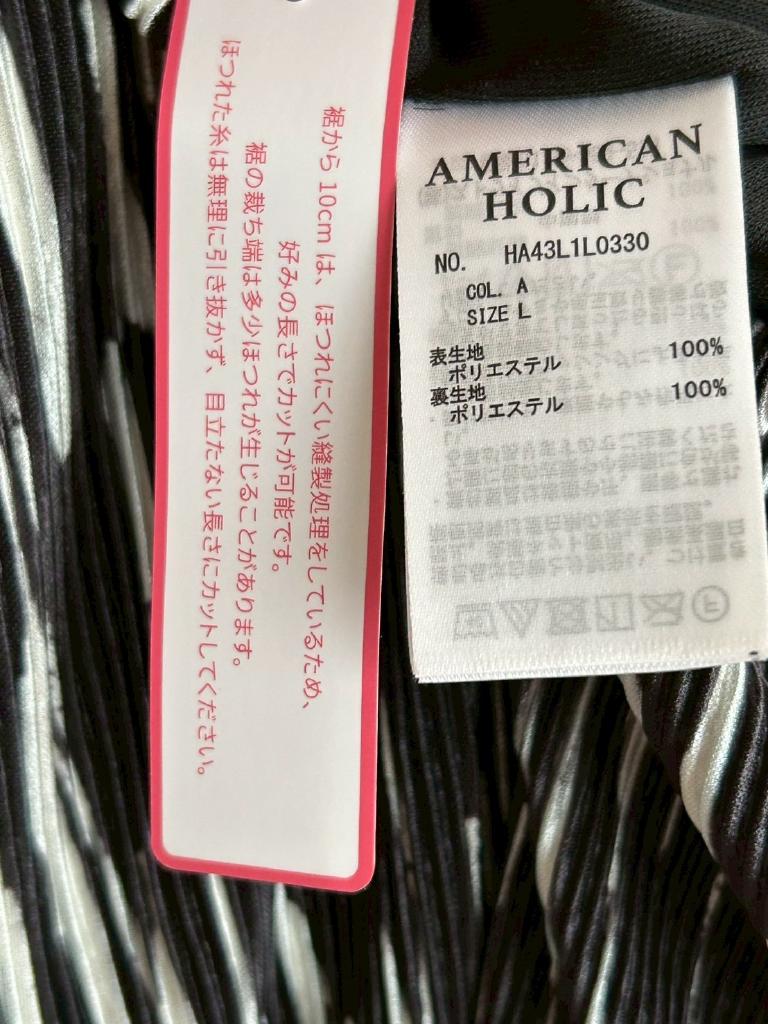 裾から 10cm は、ほつれにくい縫製処理をしているため、
好みの長さでカットが可能です。
裾の裁ち端は多少ほつれが生じることがあります。
ほつれた糸は無理に引き抜かず、目立たない長さにカットしてください。
AMERICAN
HOLIC
NO. HA43L1L0330
COL. A
SIZE L
表生地
ポリエステル 100%
裏生地
ポリエステル 100%